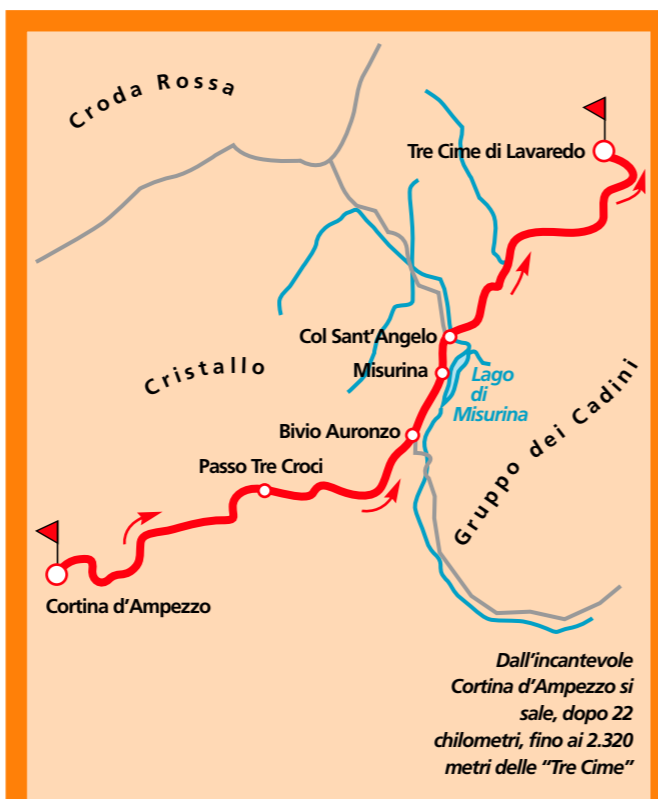 Croda Rossa
Tre Cime di Lavaredo
Col Sant’Angelo
Cristallo
Misurina
Lago
di
Misurina
Bivio Auronzo
Gruppo dei Cadini
Passo Tre Croci
Cortina d’Ampezzo
Dall’incantevole
Cortina d’Ampezzo si
sale, dopo 22
chilometri, fino ai 2.320
metri delle “Tre Cime”